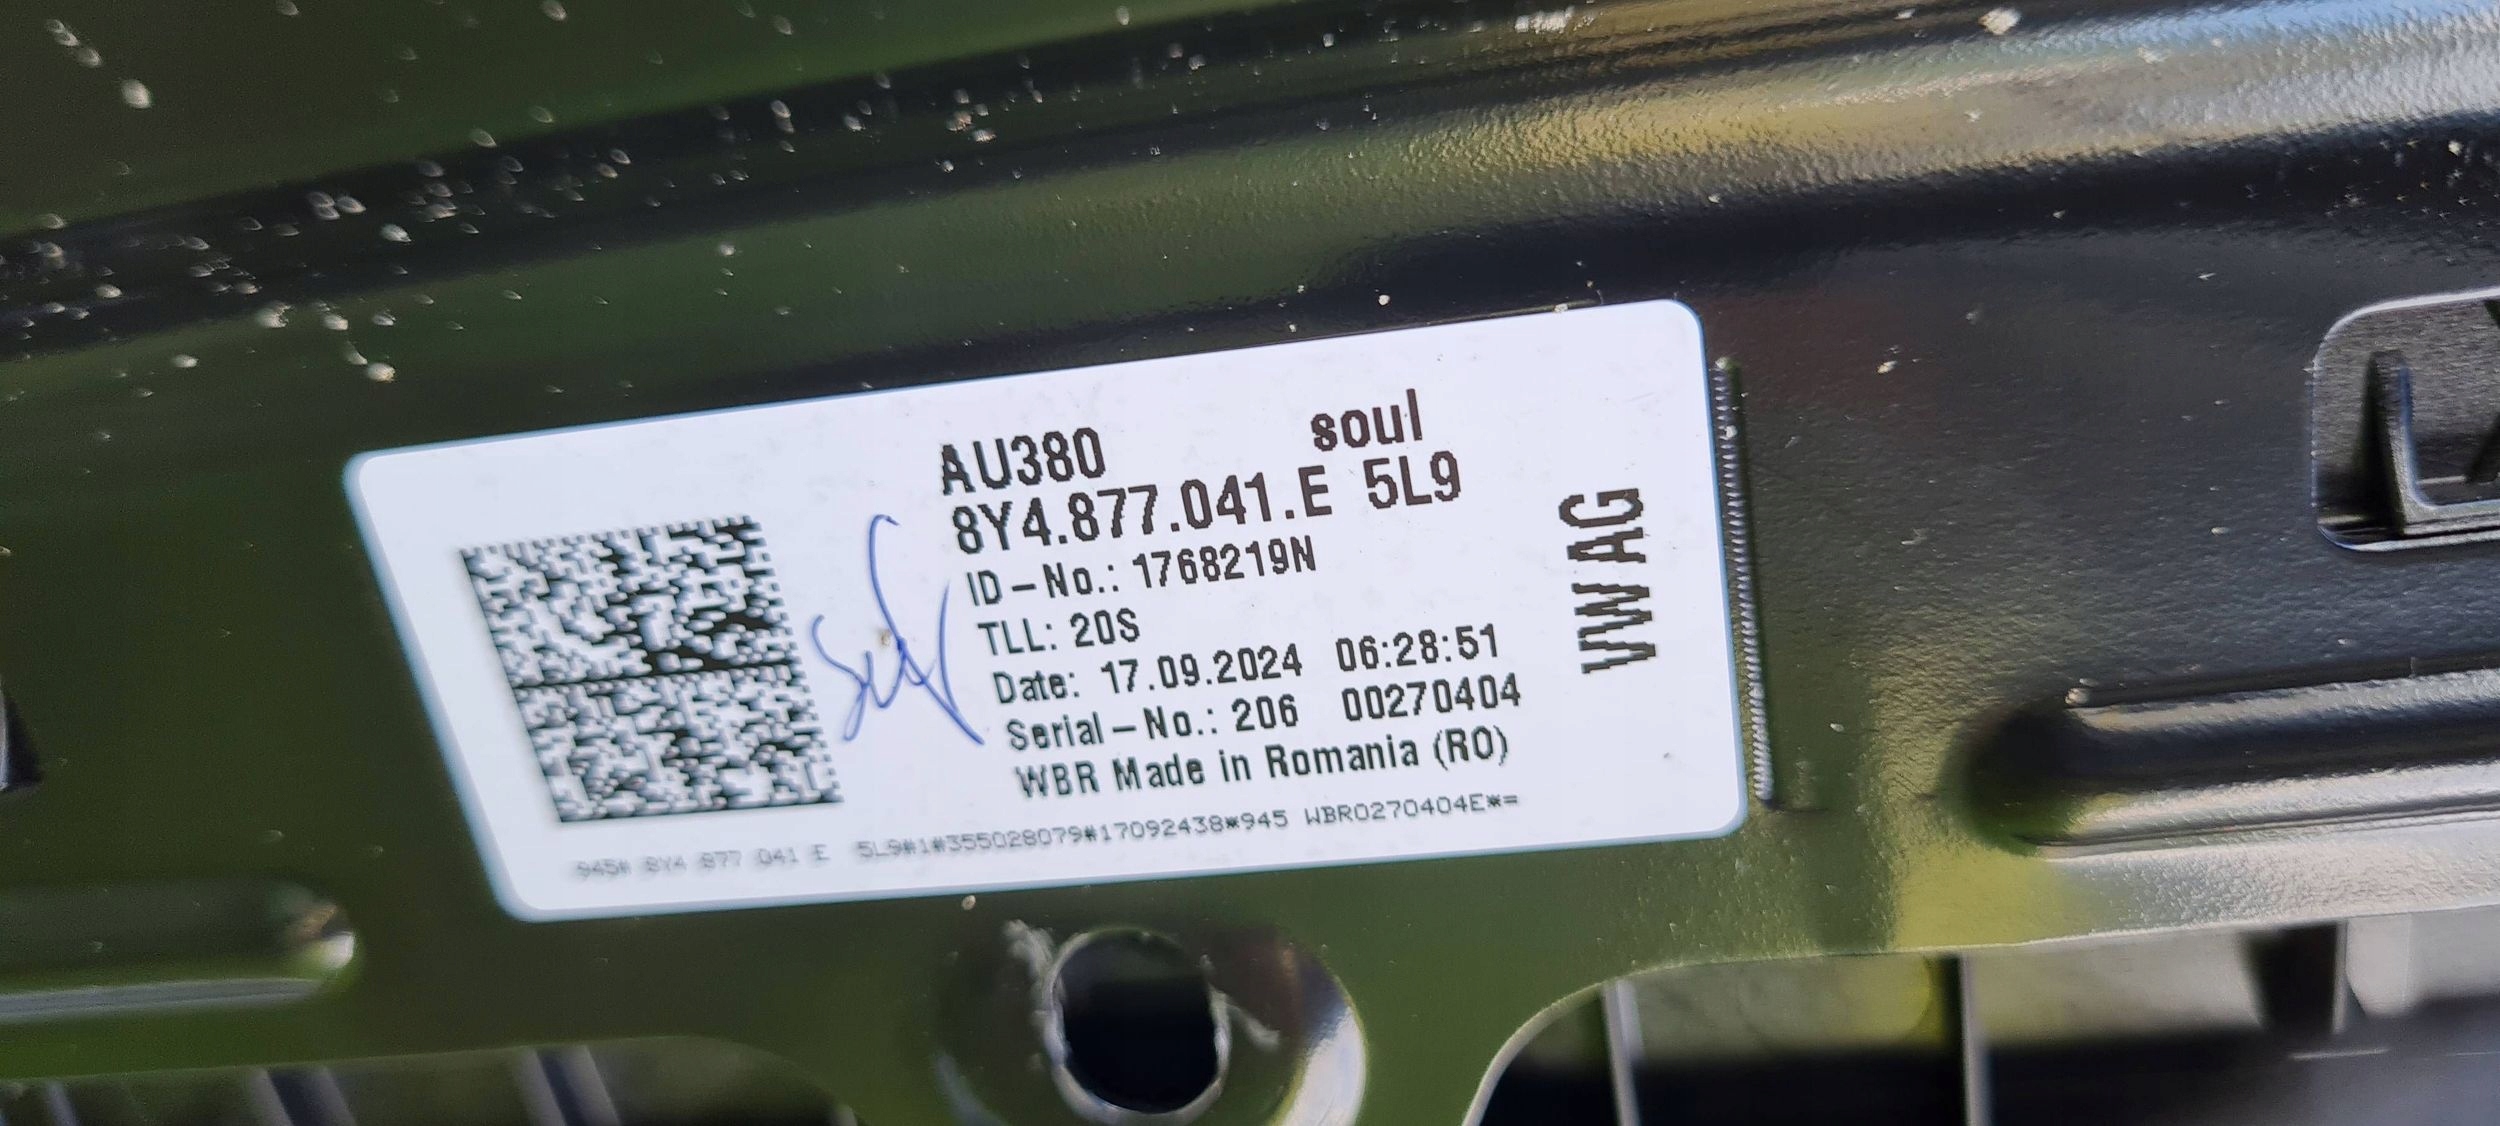 AU380 soul
8Y4.877.041.E 5L9
ID-No.: 1768219N
TLL: 20S
Date: 17.09.2024 06:28:51
Serial-No.: 206 00270404
WBR Made in Romania (RO)
945# 8Y4 877 041 E 5L9#1#355028079#17092438*945 WBR0270404E*=
VW AG